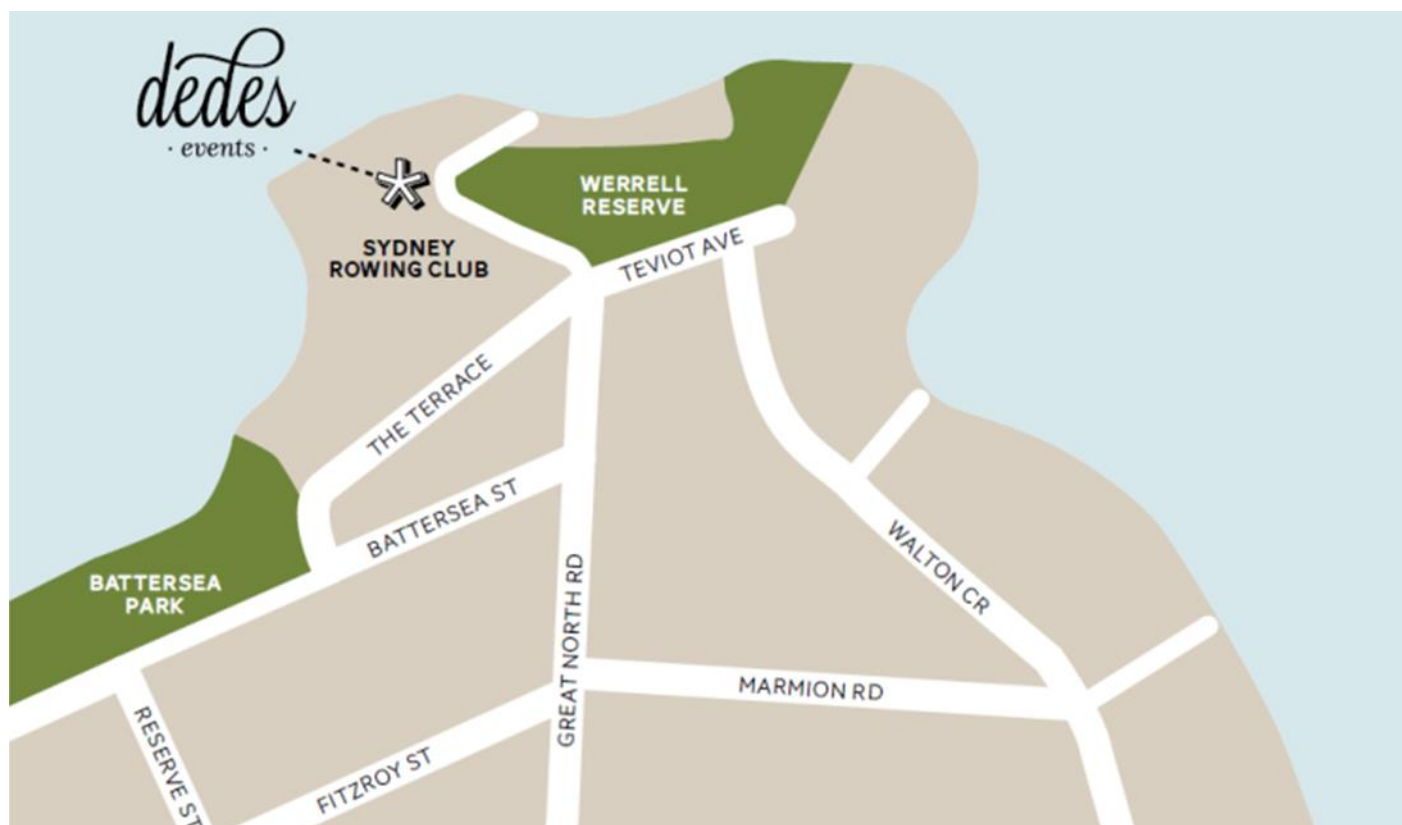 dedes
· events ·
WERRELL
RESERVE
SYDNEY
ROWING CLUB
TEVIOT AVE
THE TERRACE
BATTERSEA ST
BATTERSEA
PARK
GREAT NORTH RD
WALTON CR
MARMION RD
RESERVE ST
FITZROY ST